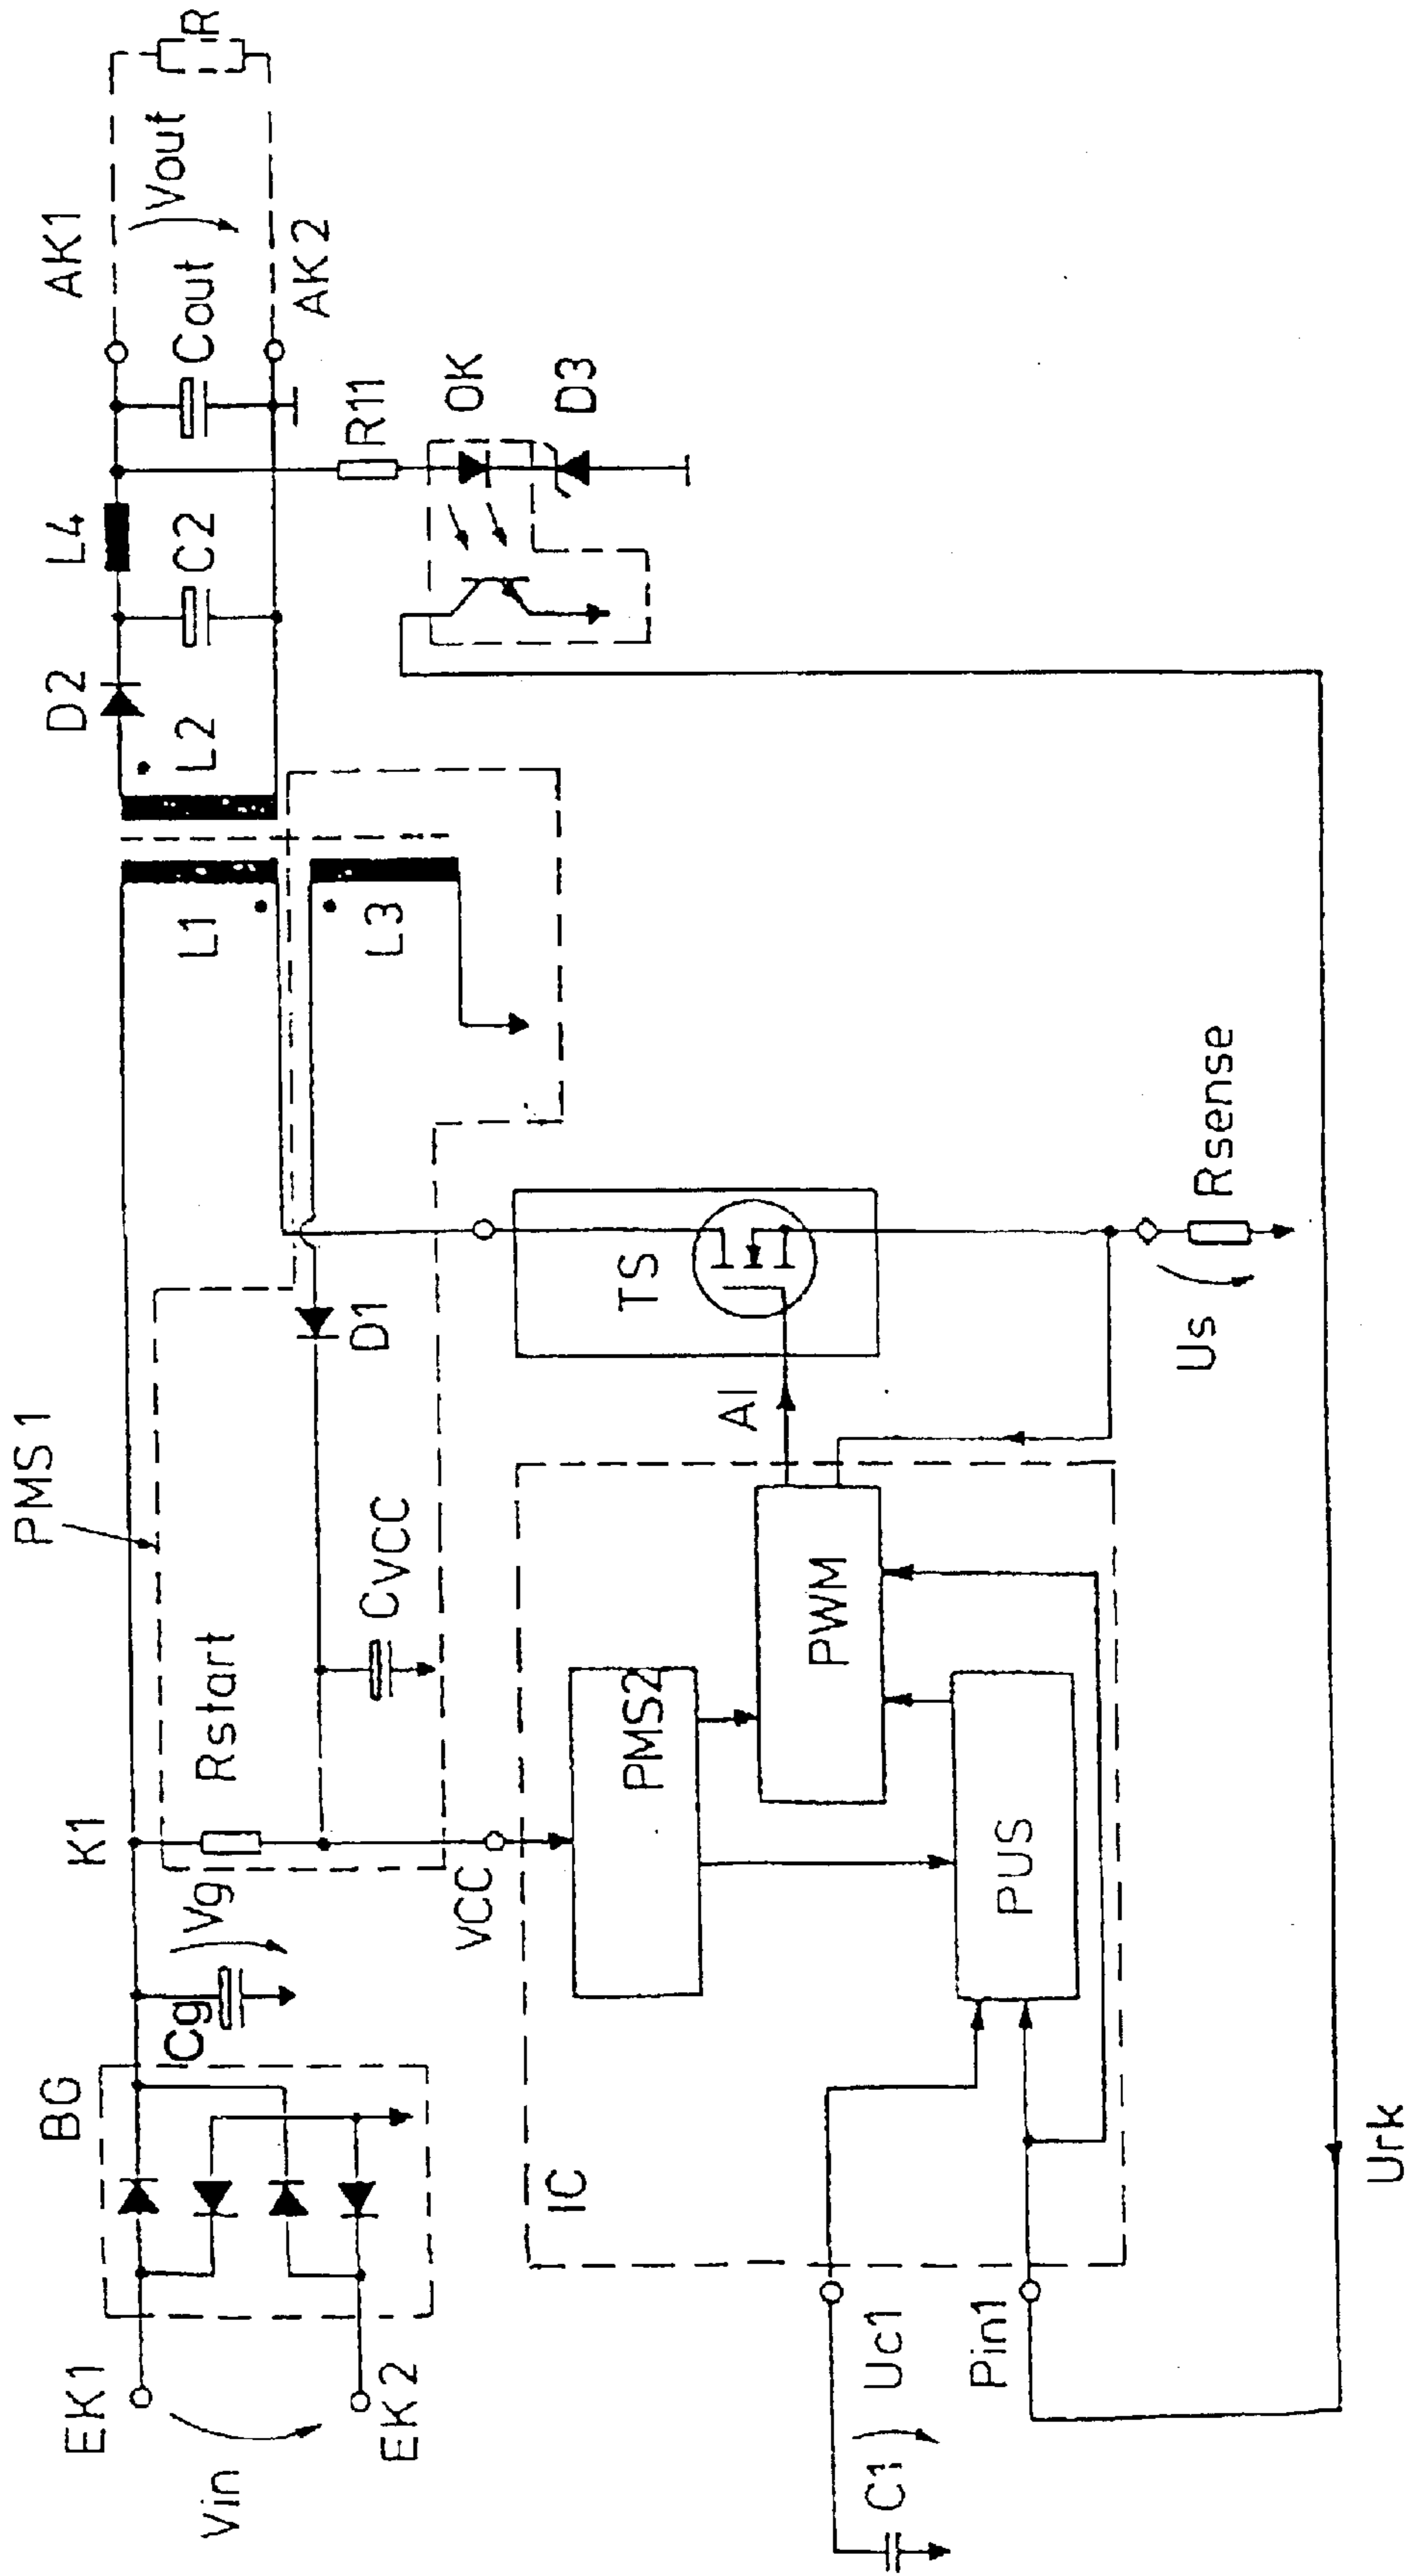 PMS1
EK1
EK2
Vin
BG
Cg
Vg
K1
Rstart
CVCC
D1
L1
L3
L2
D2
C2
L4
Cout
AK1
AK2
Vout
R
R11
OK
D3
VCC
IC
PMS2
PWM
PUS
AI
TS
Us
Rsense
C1
Uc1
Pin1
Urk